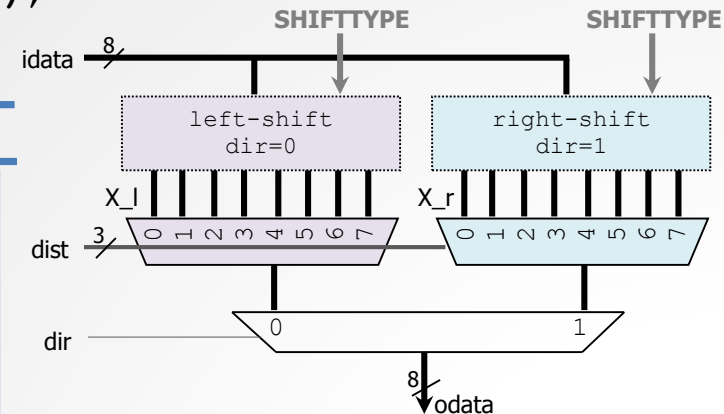 SHIFTTYPE SHIFTTYPE
8
idata
left-shift right-shift
dir=0 dir=1
X_l X_r
0 1 2 3 4 5 6 7 0 1 2 3 4 5 6 7
3
dist
0 1
dir
8
odata